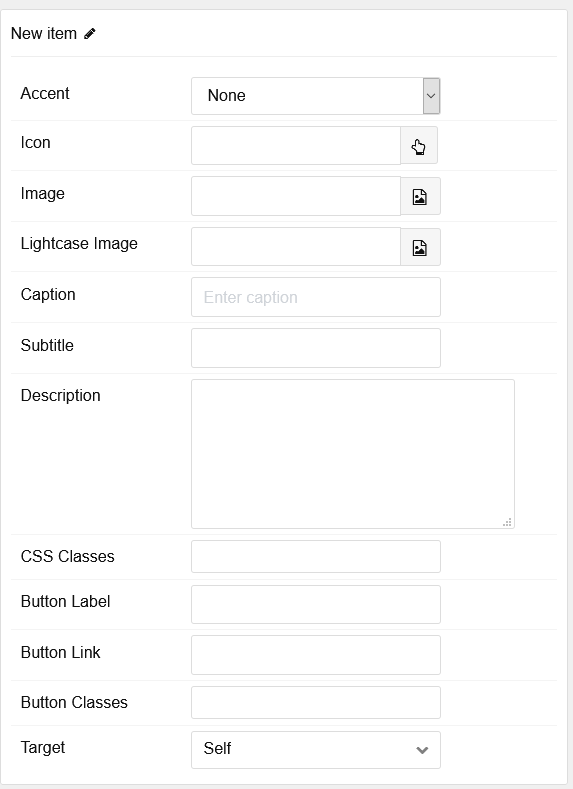 New item
Accent
None
Icon
Image
Lightcase Image
Caption
Enter caption
Subtitle
Description
CSS Classes
Button Label
Button Link
Button Classes
Target
Self